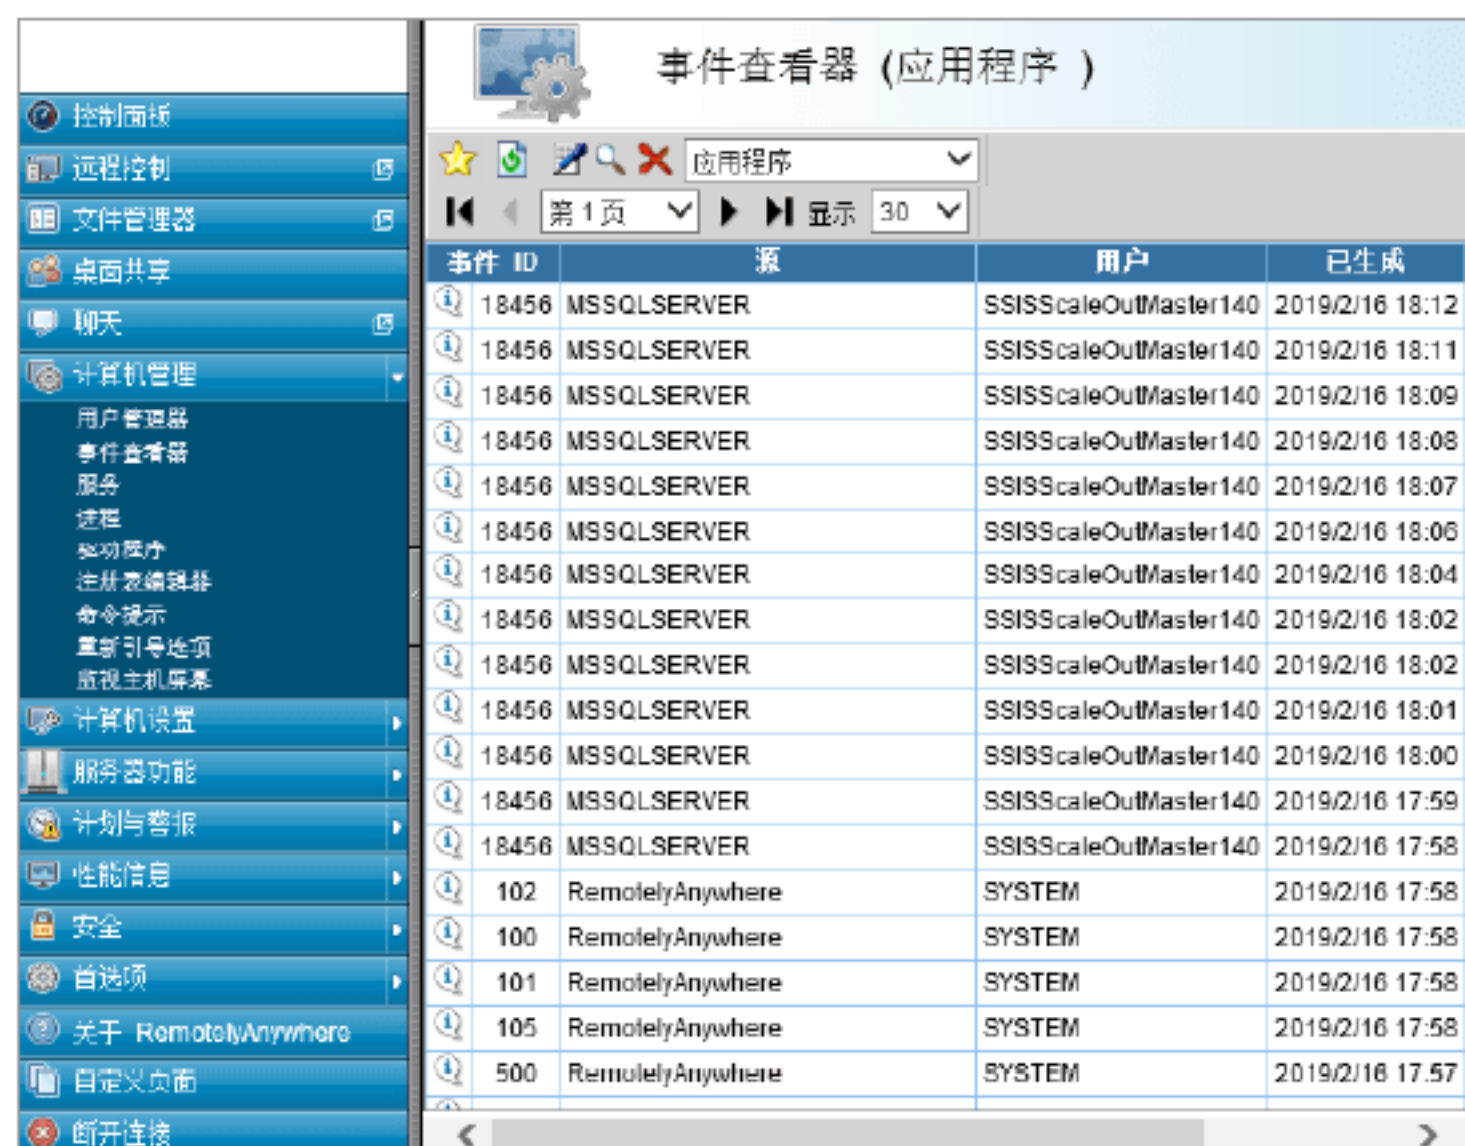 控制面板
远程控制
文件管理器
桌面共享
聊天
计算机管理
用户管理器
事件查看器
服务
进程
驱动程序
注册表编辑器
命令提示
重新引导选项
监视主机屏幕
计算机设置
服务器功能
计划与警报
性能信息
安全
首选项
关于 RemotelyAnywhere
自定义页面
断开连接
事件查看器 (应用程序 )
应用程序
第 1 页 显示 30
事件 ID 源 用户 已生成
18456 MSSQLSERVER SSISScaleOutMaster140 2019/2/16 18:12
18456 MSSQLSERVER SSISScaleOutMaster140 2019/2/16 18:11
18456 MSSQLSERVER SSISScaleOutMaster140 2019/2/16 18:09
18456 MSSQLSERVER SSISScaleOutMaster140 2019/2/16 18:08
18456 MSSQLSERVER SSISScaleOutMaster140 2019/2/16 18:07
18456 MSSQLSERVER SSISScaleOutMaster140 2019/2/16 18:06
18456 MSSQLSERVER SSISScaleOutMaster140 2019/2/16 18:04
18456 MSSQLSERVER SSISScaleOutMaster140 2019/2/16 18:02
18456 MSSQLSERVER SSISScaleOutMaster140 2019/2/16 18:02
18456 MSSQLSERVER SSISScaleOutMaster140 2019/2/16 18:01
18456 MSSQLSERVER SSISScaleOutMaster140 2019/2/16 18:00
18456 MSSQLSERVER SSISScaleOutMaster140 2019/2/16 17:59
18456 MSSQLSERVER SSISScaleOutMaster140 2019/2/16 17:58
102 RemotelyAnywhere SYSTEM 2019/2/16 17:58
100 RemotelyAnywhere SYSTEM 2019/2/16 17:58
101 RemotelyAnywhere SYSTEM 2019/2/16 17:58
105 RemotelyAnywhere SYSTEM 2019/2/16 17:58
500 RemotelyAnywhere SYSTEM 2019/2/16 17:57